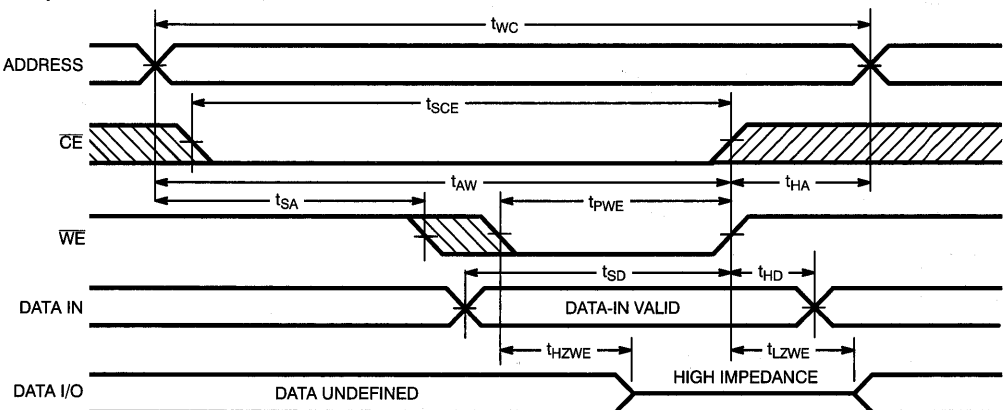 tWC
ADDRESS
tSCE
CE
tAW
tHA
tSA
tPWE
WE
tSD
tHD
DATA IN
DATA-IN VALID
tHZWE
tLZWE
HIGH IMPEDANCE
DATA I/O
DATA UNDEFINED